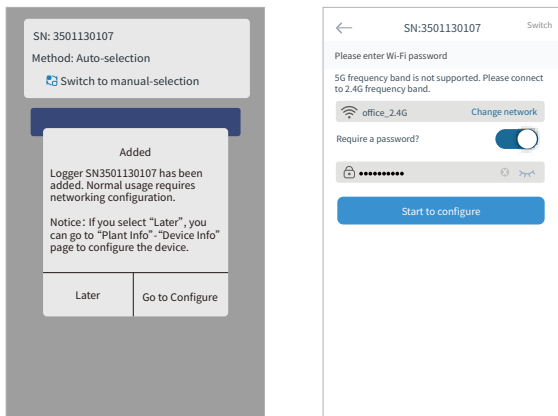 SN: 3501130107
Method: Auto-selection
Switch to manual-selection
Added
Logger SN3501130107 has been
added. Normal usage requires
networking configuration.
Notice: If you select “Later”, you
can go to “Plant Info”-“Device Info”
page to configure the device.
Later
Go to Configure
SN:3501130107
Switch
Please enter Wi-Fi password
5G frequency band is not supported. Please connect
to 2.4G frequency band.
office_2.4G
Change network
Require a password?
••••••••••
Start to configure